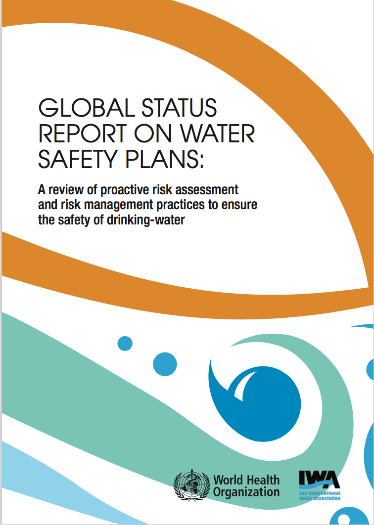 GLOBAL STATUS
REPORT ON WATER
SAFETY PLANS:
A review of proactive risk assessment
and risk management practices to ensure
the safety of drinking-water
World Health
Organization
IWA
the international
water association